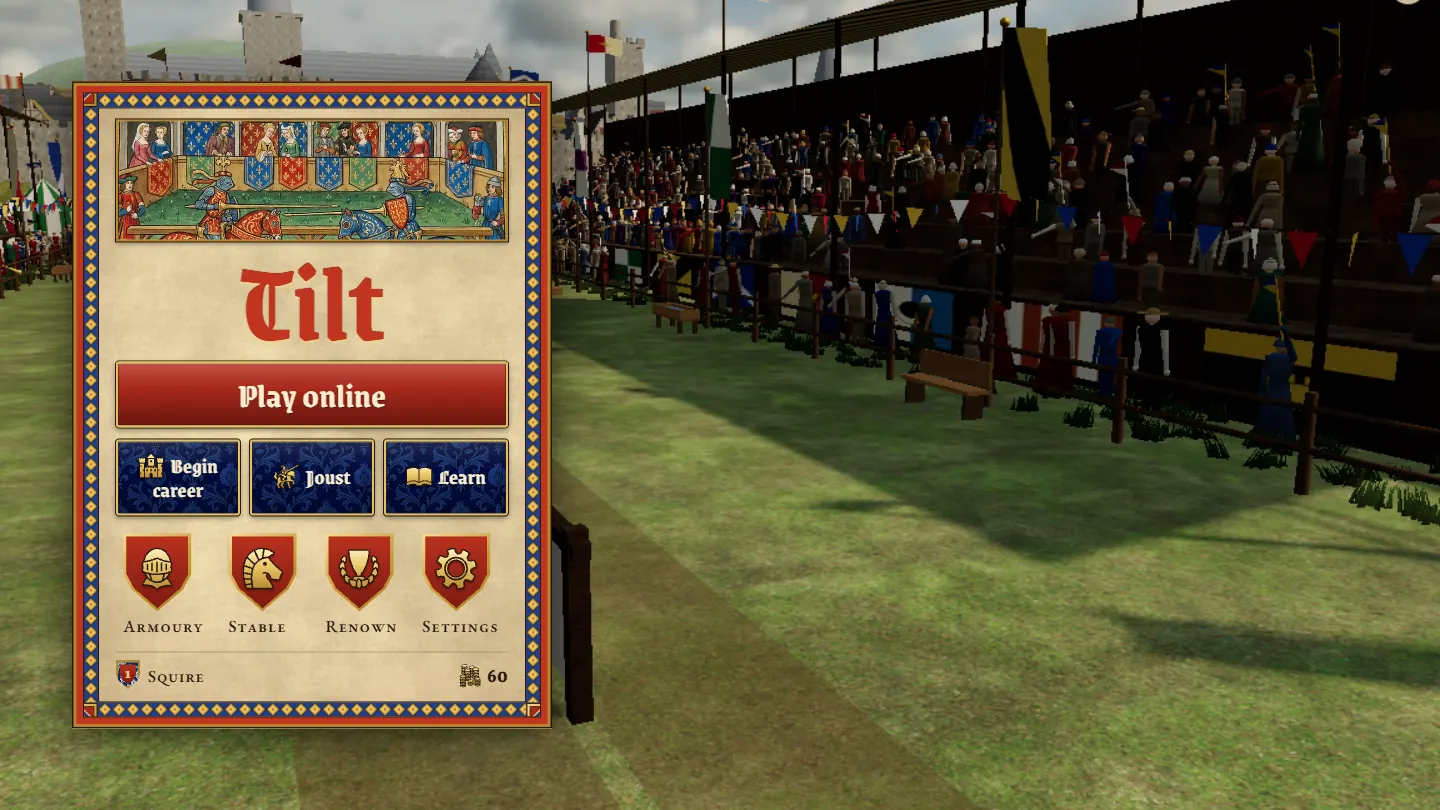 Tilt
Play online
Begin
career
Joust
Learn
Armoury
Stable
Renown
Settings
1
Squire
60